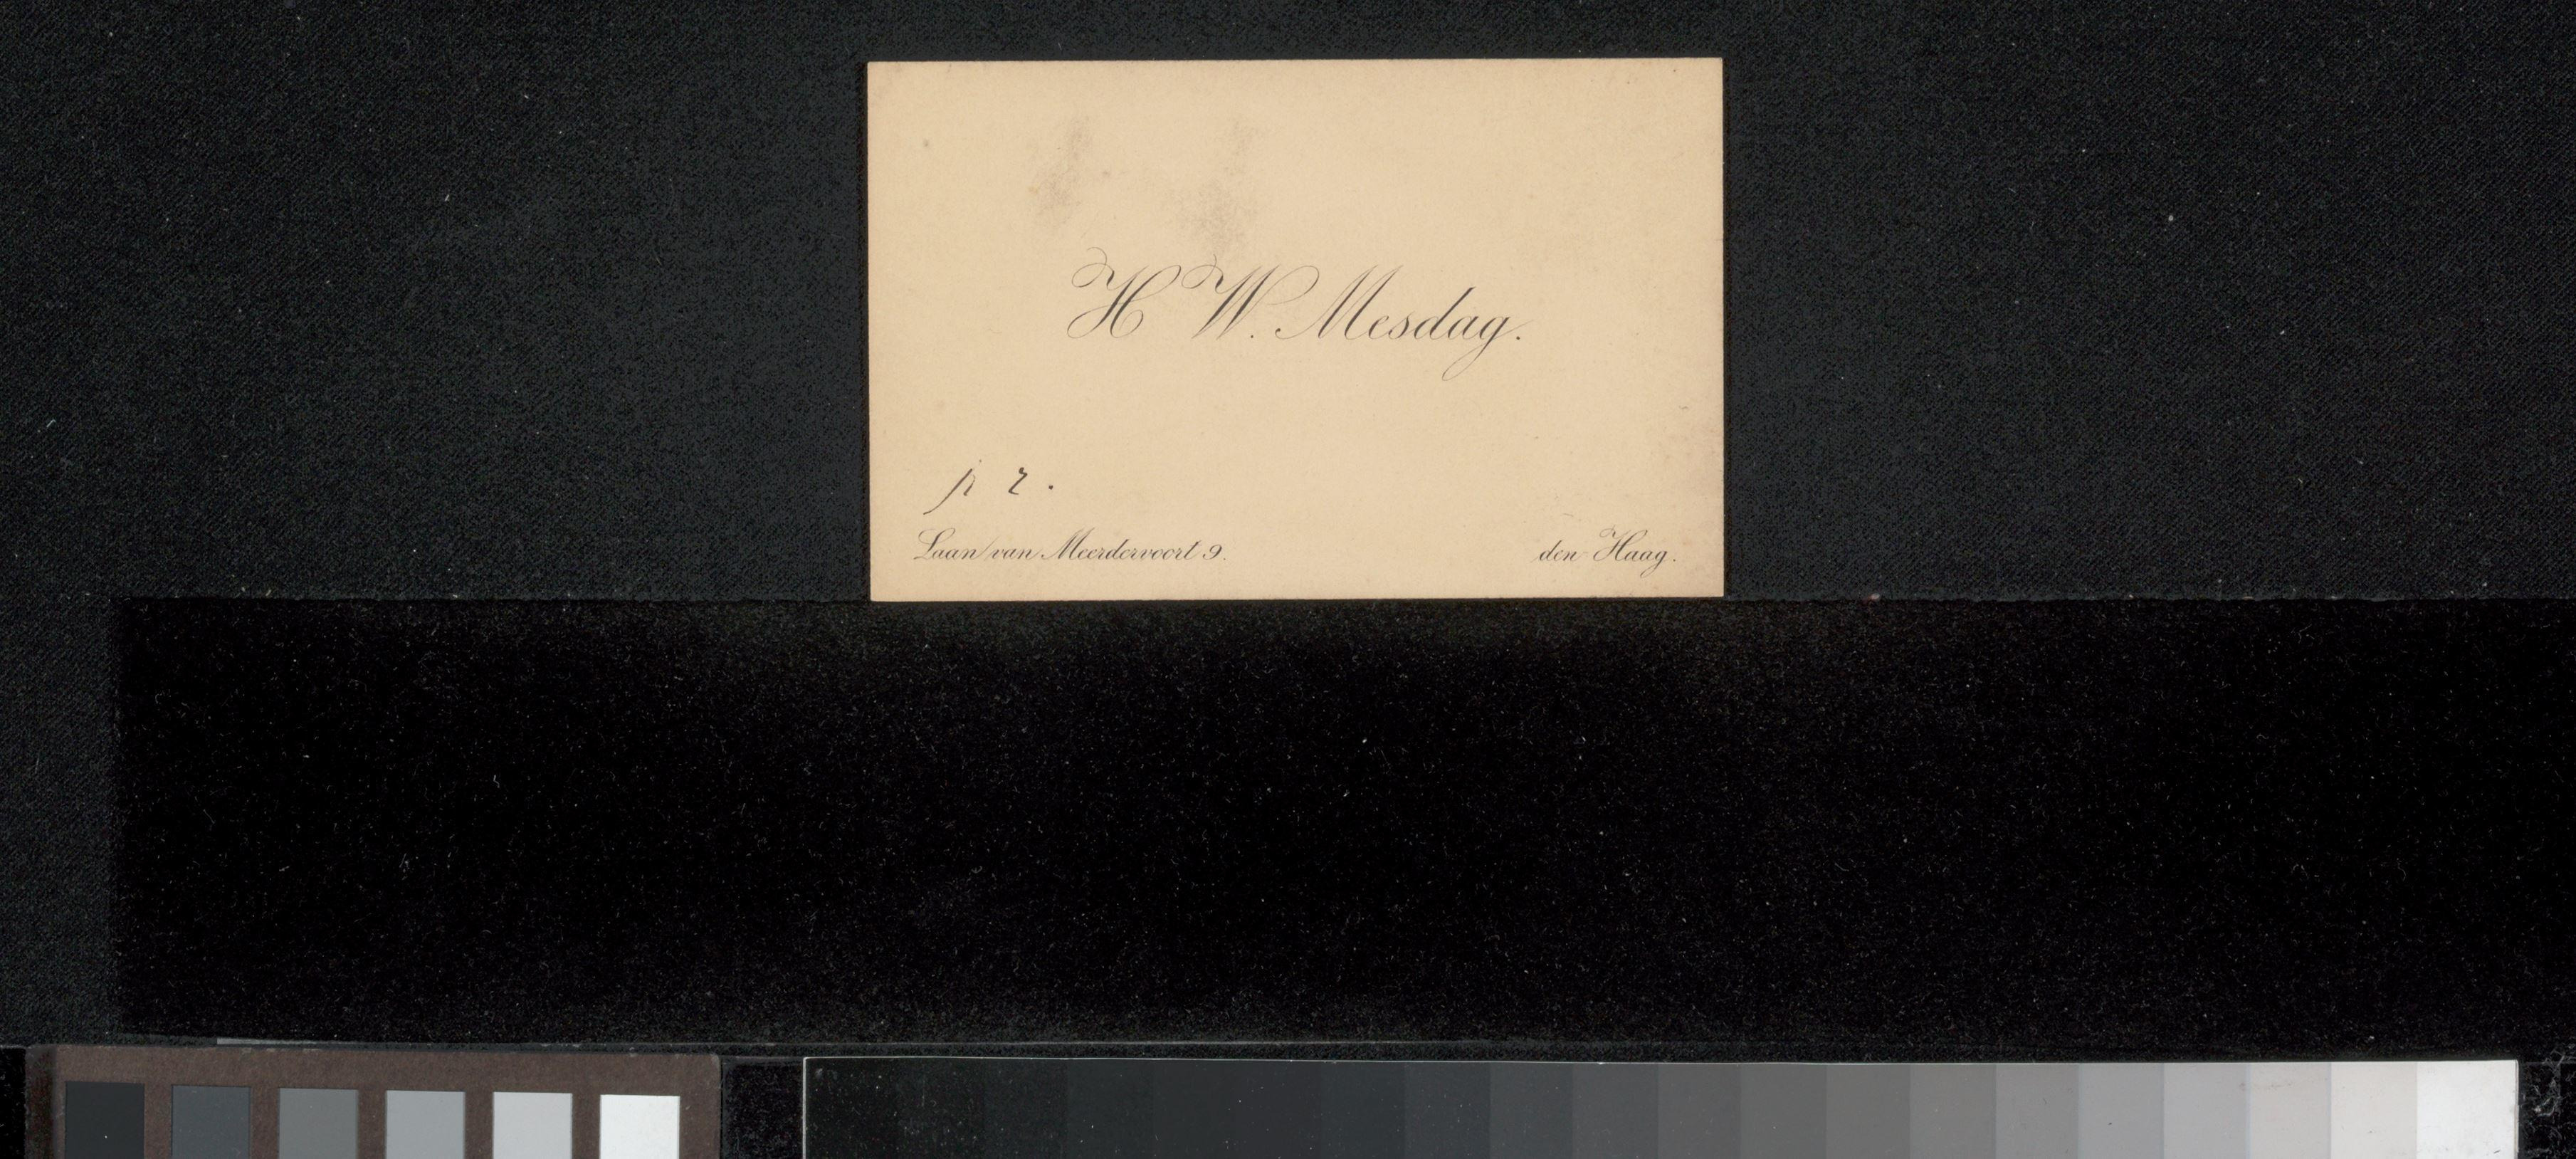 H W. Mesdag.
p r.
Laan van Meerdervoort 9.
den Haag.